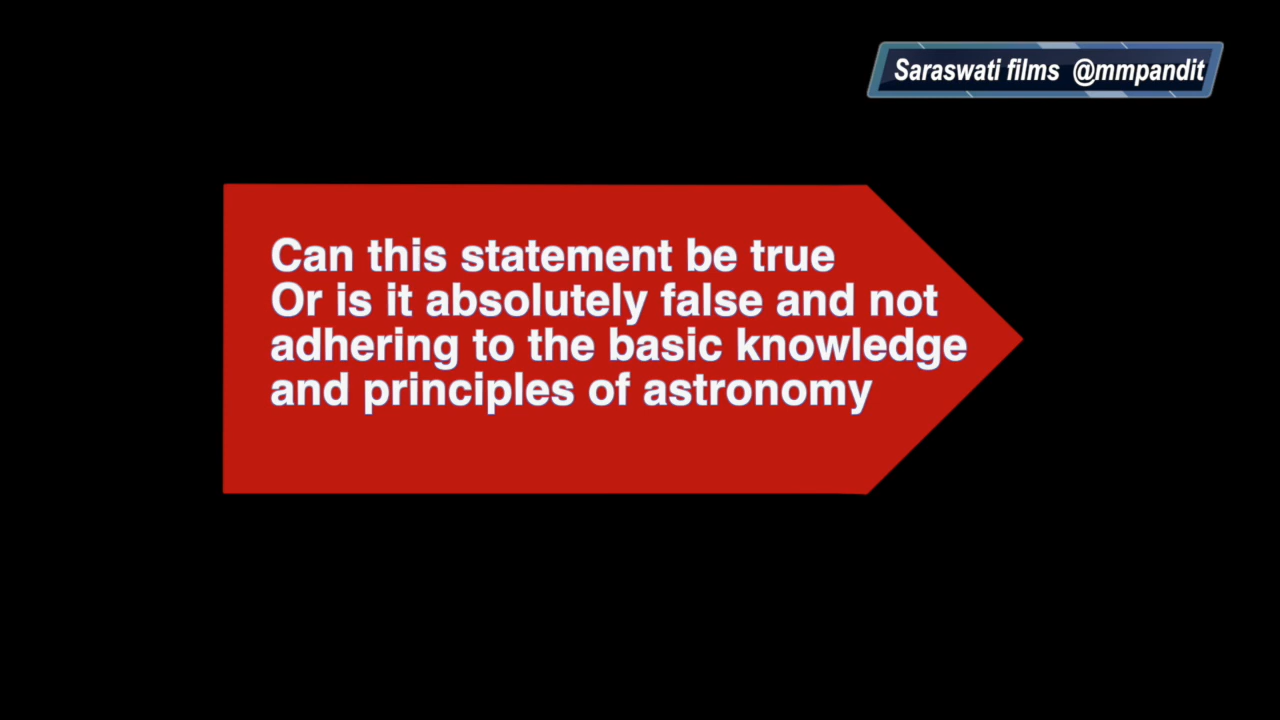 Saraswati films @mmpandit
Can this statement be true
Or is it absolutely false and not
adhering to the basic knowledge
and principles of astronomy